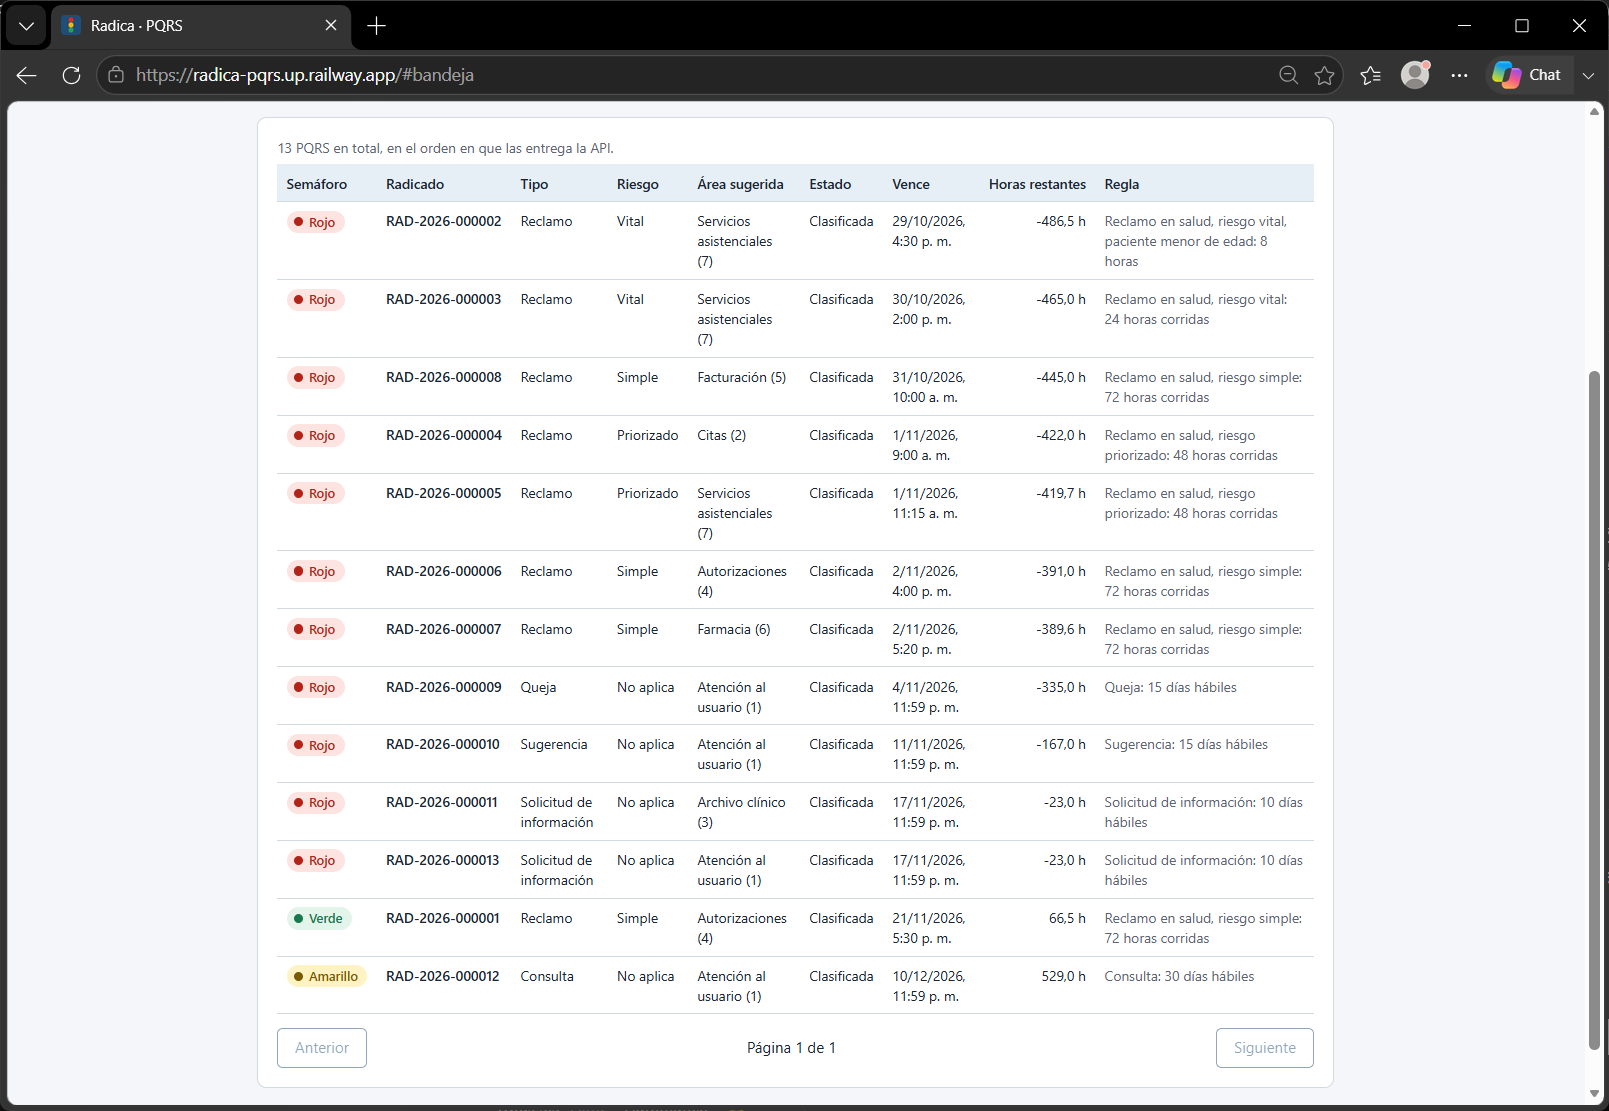 Radica · PQRS
https://radica-pqrs.up.railway.app/#bandeja
Chat
13 PQRS en total, en el orden en que las entrega la API.
Semáforo Radicado Tipo Riesgo Área sugerida Estado Vence Horas restantes Regla
Rojo RAD-2026-000002 Reclamo Vital Servicios asistenciales (7) Clasificada 29/10/2026, 4:30 p. m. -486,5 h Reclamo en salud, riesgo vital, paciente menor de edad: 8 horas
Rojo RAD-2026-000003 Reclamo Vital Servicios asistenciales (7) Clasificada 30/10/2026, 2:00 p. m. -465,0 h Reclamo en salud, riesgo vital: 24 horas corridas
Rojo RAD-2026-000008 Reclamo Simple Facturación (5) Clasificada 31/10/2026, 10:00 a. m. -445,0 h Reclamo en salud, riesgo simple: 72 horas corridas
Rojo RAD-2026-000004 Reclamo Priorizado Citas (2) Clasificada 1/11/2026, 9:00 a. m. -422,0 h Reclamo en salud, riesgo priorizado: 48 horas corridas
Rojo RAD-2026-000005 Reclamo Priorizado Servicios asistenciales (7) Clasificada 1/11/2026, 11:15 a. m. -419,7 h Reclamo en salud, riesgo priorizado: 48 horas corridas
Rojo RAD-2026-000006 Reclamo Simple Autorizaciones (4) Clasificada 2/11/2026, 4:00 p. m. -391,0 h Reclamo en salud, riesgo simple: 72 horas corridas
Rojo RAD-2026-000007 Reclamo Simple Farmacia (6) Clasificada 2/11/2026, 5:20 p. m. -389,6 h Reclamo en salud, riesgo simple: 72 horas corridas
Rojo RAD-2026-000009 Queja No aplica Atención al usuario (1) Clasificada 4/11/2026, 11:59 p. m. -335,0 h Queja: 15 días hábiles
Rojo RAD-2026-000010 Sugerencia No aplica Atención al usuario (1) Clasificada 11/11/2026, 11:59 p. m. -167,0 h Sugerencia: 15 días hábiles
Rojo RAD-2026-000011 Solicitud de información No aplica Archivo clínico (3) Clasificada 17/11/2026, 11:59 p. m. -23,0 h Solicitud de información: 10 días hábiles
Rojo RAD-2026-000013 Solicitud de información No aplica Atención al usuario (1) Clasificada 17/11/2026, 11:59 p. m. -23,0 h Solicitud de información: 10 días hábiles
Verde RAD-2026-000001 Reclamo Simple Autorizaciones (4) Clasificada 21/11/2026, 5:30 p. m. 66,5 h Reclamo en salud, riesgo simple: 72 horas corridas
Amarillo RAD-2026-000012 Consulta No aplica Atención al usuario (1) Clasificada 10/12/2026, 11:59 p. m. 529,0 h Consulta: 30 días hábiles
Anterior Página 1 de 1 Siguiente